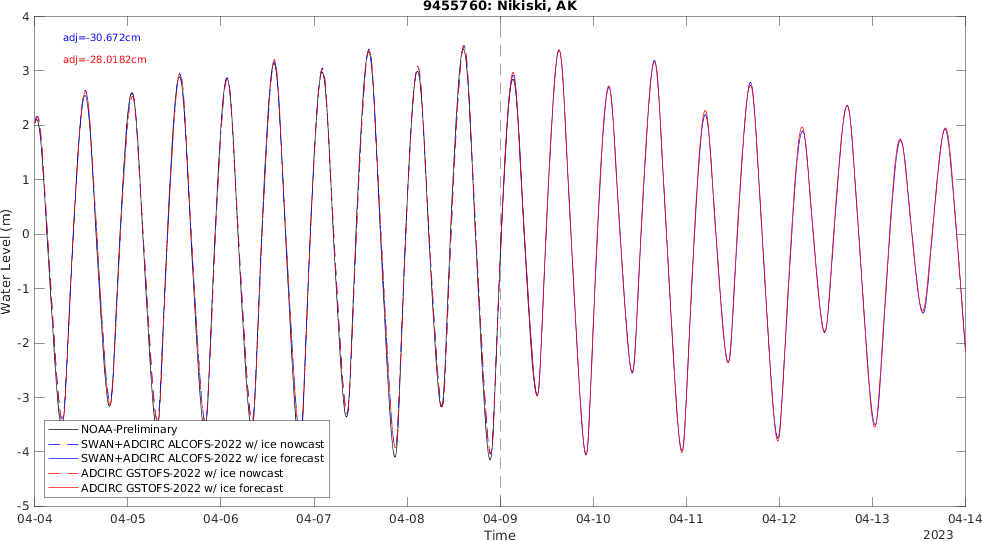 9455760: Nikiski, AK
adj=-30.672cm
adj=-28.0182cm
Water Level (m)
4
3
2
1
0
-1
-2
-3
-4
-5
NOAA-Preliminary
SWAN+ADCIRC ALCOFS-2022 w/ ice nowcast
SWAN+ADCIRC ALCOFS-2022 w/ ice forecast
ADCIRC GSTOFS-2022 w/ ice nowcast
ADCIRC GSTOFS-2022 w/ ice forecast
04-04 04-05 04-06 04-07 04-08 04-09 04-10 04-11 04-12 04-13 04-14
Time
2023